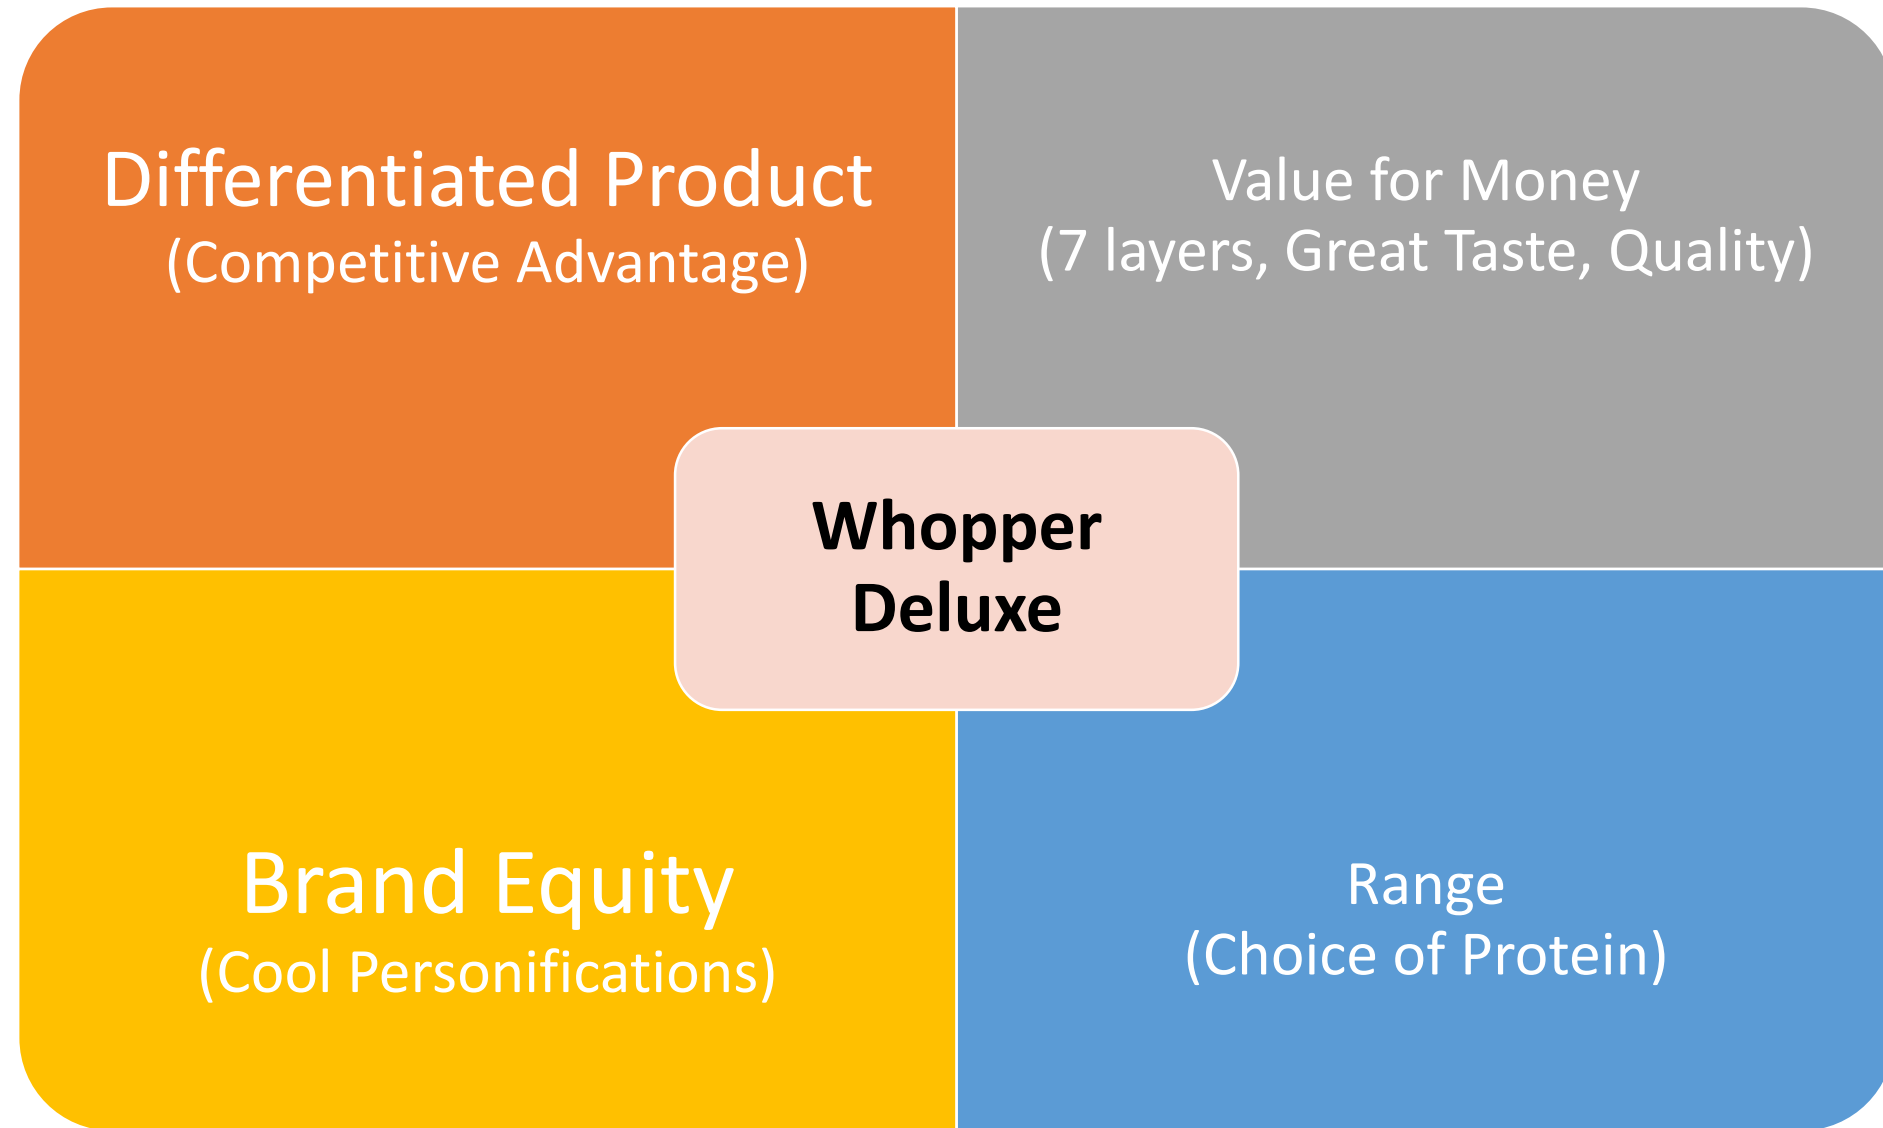 Differentiated Product
(Competitive Advantage)
Value for Money
(7 layers, Great Taste, Quality)
Whopper
Deluxe
Brand Equity
(Cool Personifications)
Range
(Choice of Protein)